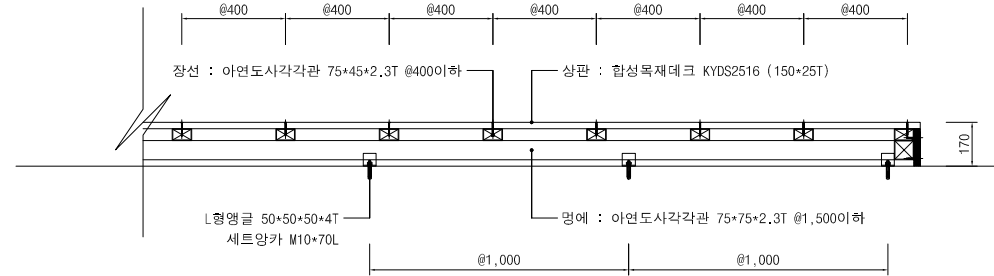 @400 @400 @400 @400 @400 @400 @400
장선 : 아연도사각각관 75*45*2.3T @400이하
상판 : 합성목재데크 KYDS2516 (150*25T)
170
L형앵글 50*50*50*4T
세트앙카 M10*70L
멍에 : 아연도사각각관 75*75*2.3T @1,500이하
@1,000 @1,000